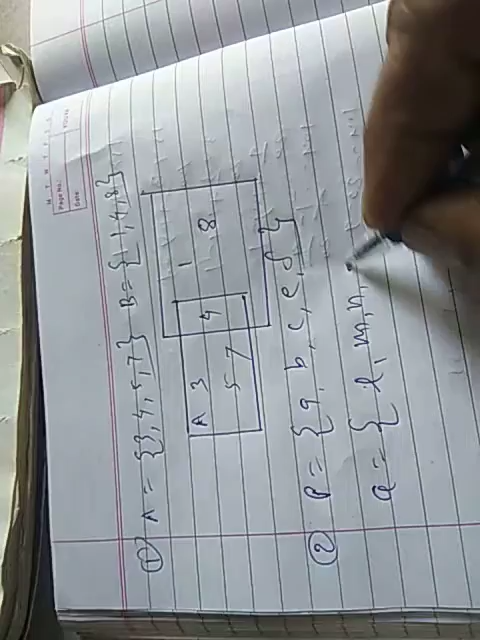 M T W T F S S
Page No.:
Date:
① A = {3, 4, 5, 7} B = {1, 4, 8}
A 3 4 1
5 7 8
② P = {a, b, c, e, f}
Q = {l, m, n,